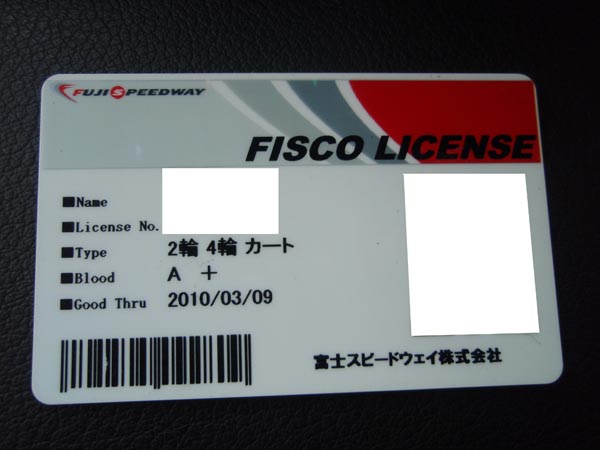 FUJI SPEEDWAY
FISCO LICENSE
■Name
■License No.
■Type 2輪 4輪 カート
■Blood A +
■Good Thru 2010/03/09
富士スピードウェイ株式会社